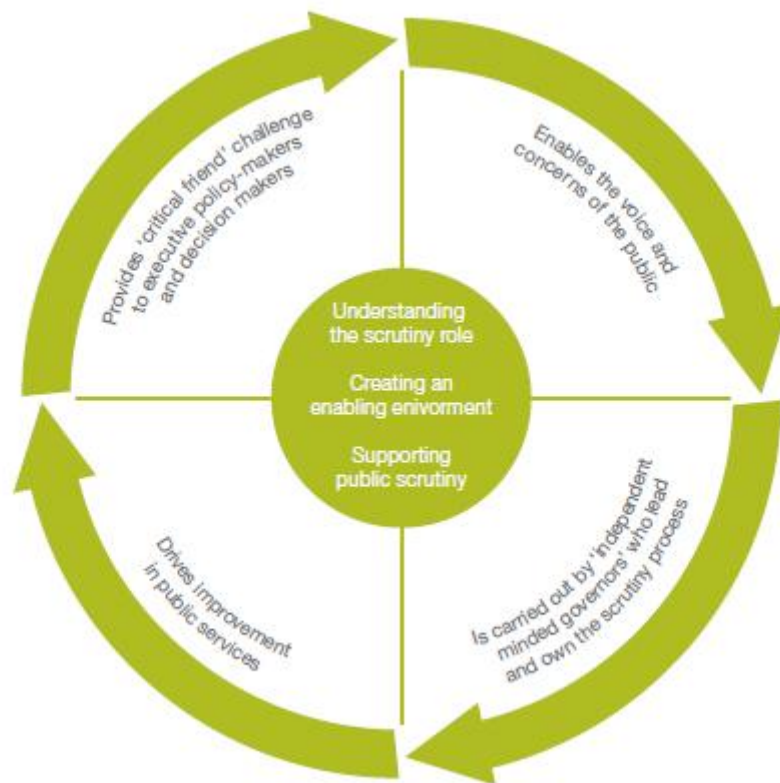 Provides 'critical friend' challenge
to executive policy-makers
and decision makers
Enables the voice and
concerns of the public
Understanding
the scrutiny role
Creating an
enabling enivorment
Supporting
public scrutiny
Is carried out by 'independent
minded governors' who lead
and own the scrutiny process
Drives improvement
in public services